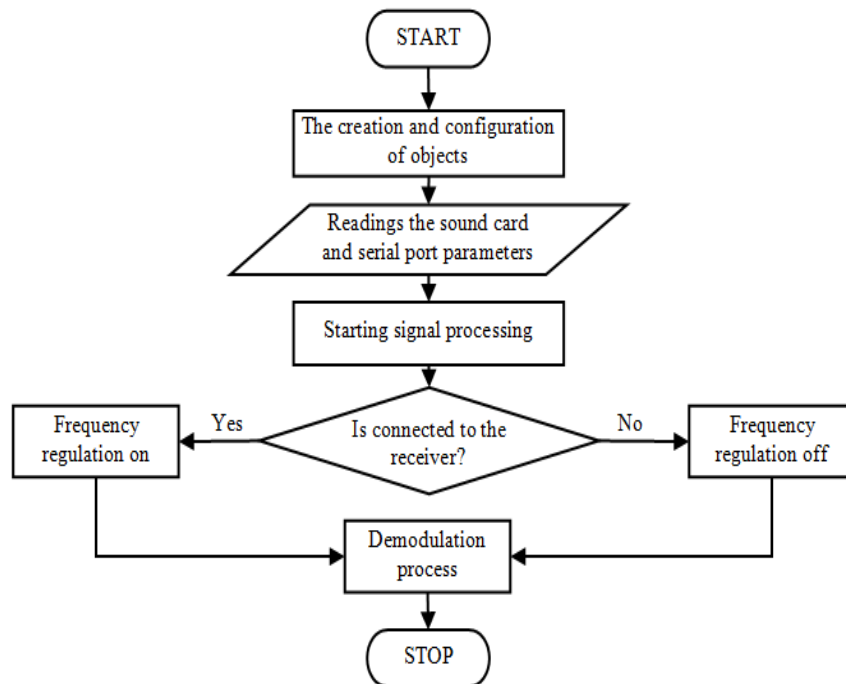 START
The creation and configuration
of objects
Readings the sound card
and serial port parameters
Starting signal processing
Yes
No
Frequency
regulation on
Is connected to the
receiver?
Frequency
regulation off
Demodulation
process
STOP